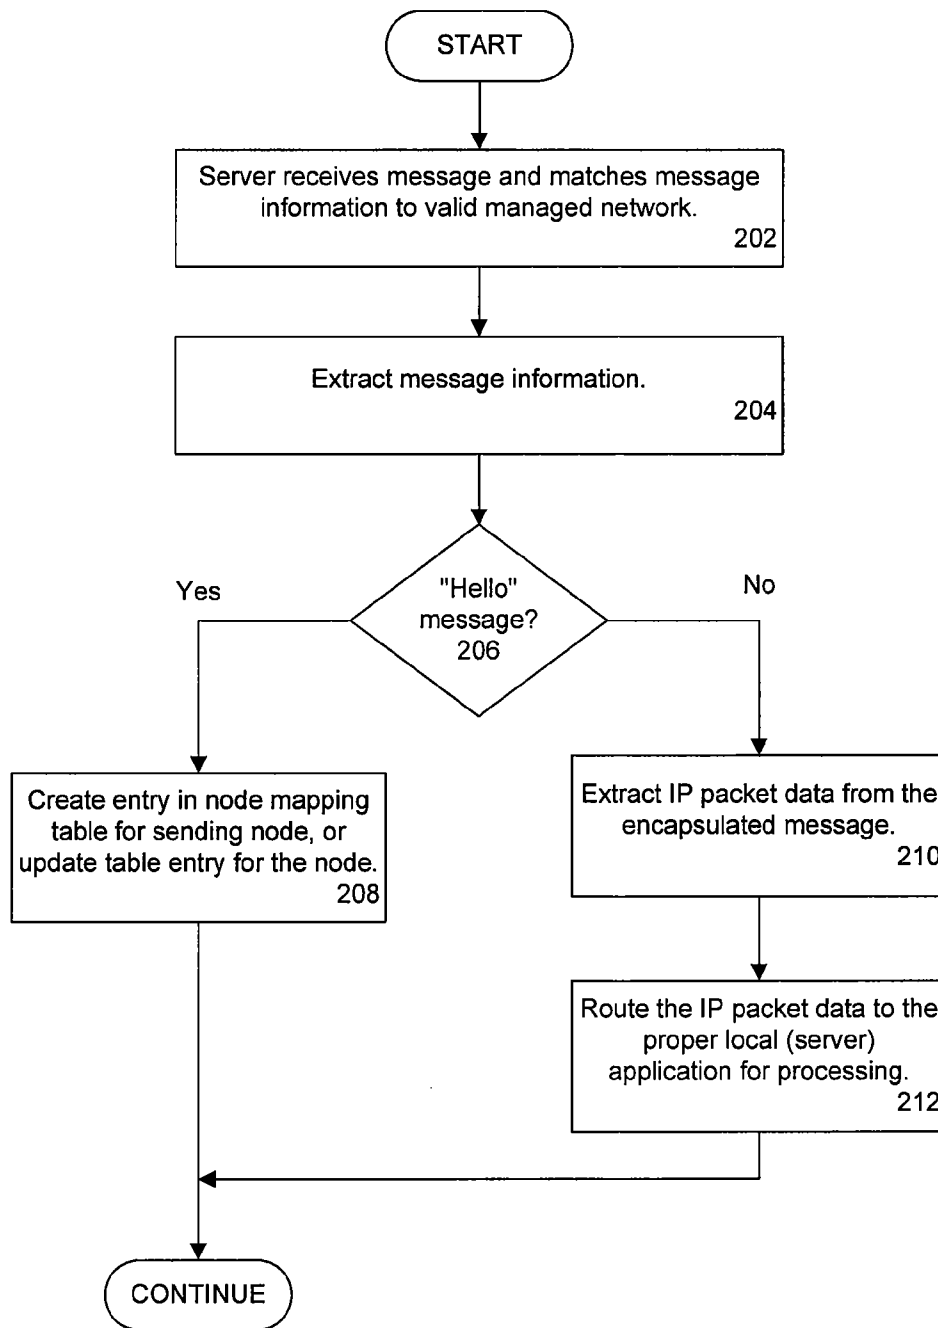 START
Server receives message and matches message
information to valid managed network.
202
Extract message information.
204
Yes
"Hello"
message?
206
No
Create entry in node mapping
table for sending node, or
update table entry for the node.
208
Extract IP packet data from the
encapsulated message.
210
Route the IP packet data to the
proper local (server)
application for processing.
212
CONTINUE